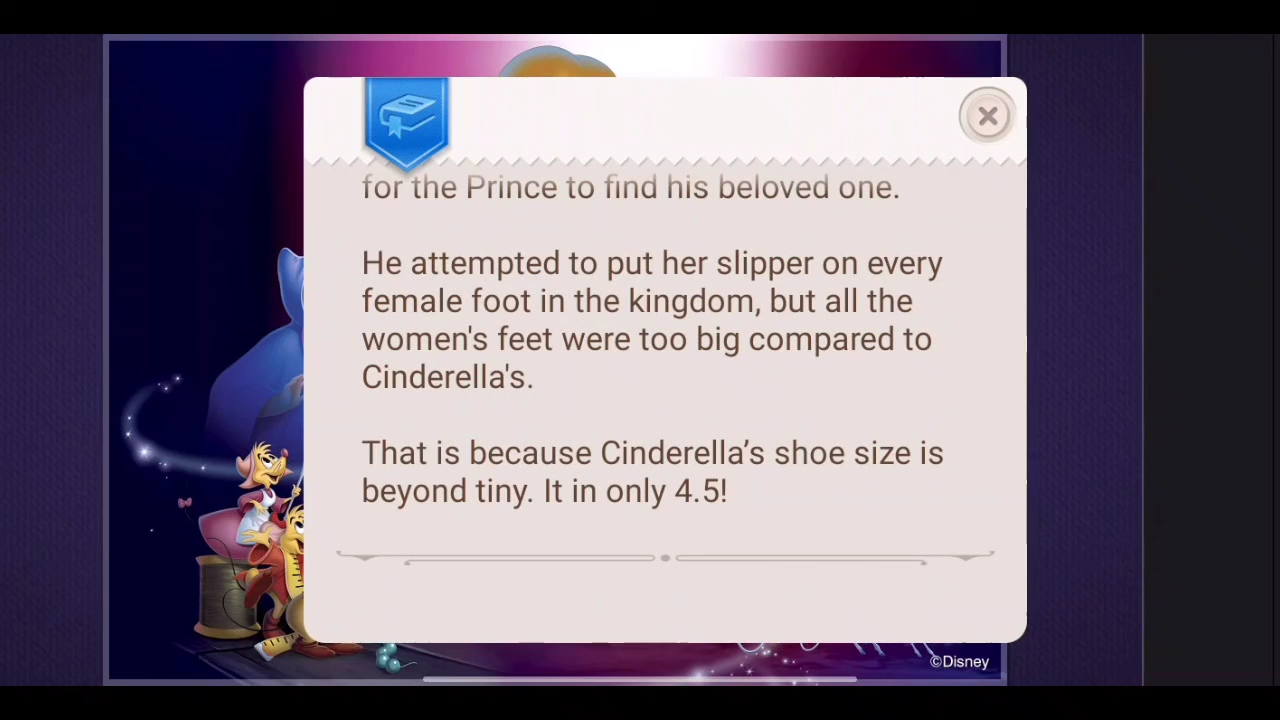 for the Prince to find his beloved one.
He attempted to put her slipper on every
female foot in the kingdom, but all the
women's feet were too big compared to
Cinderella's.
That is because Cinderella’s shoe size is
beyond tiny. It in only 4.5!
©Disney